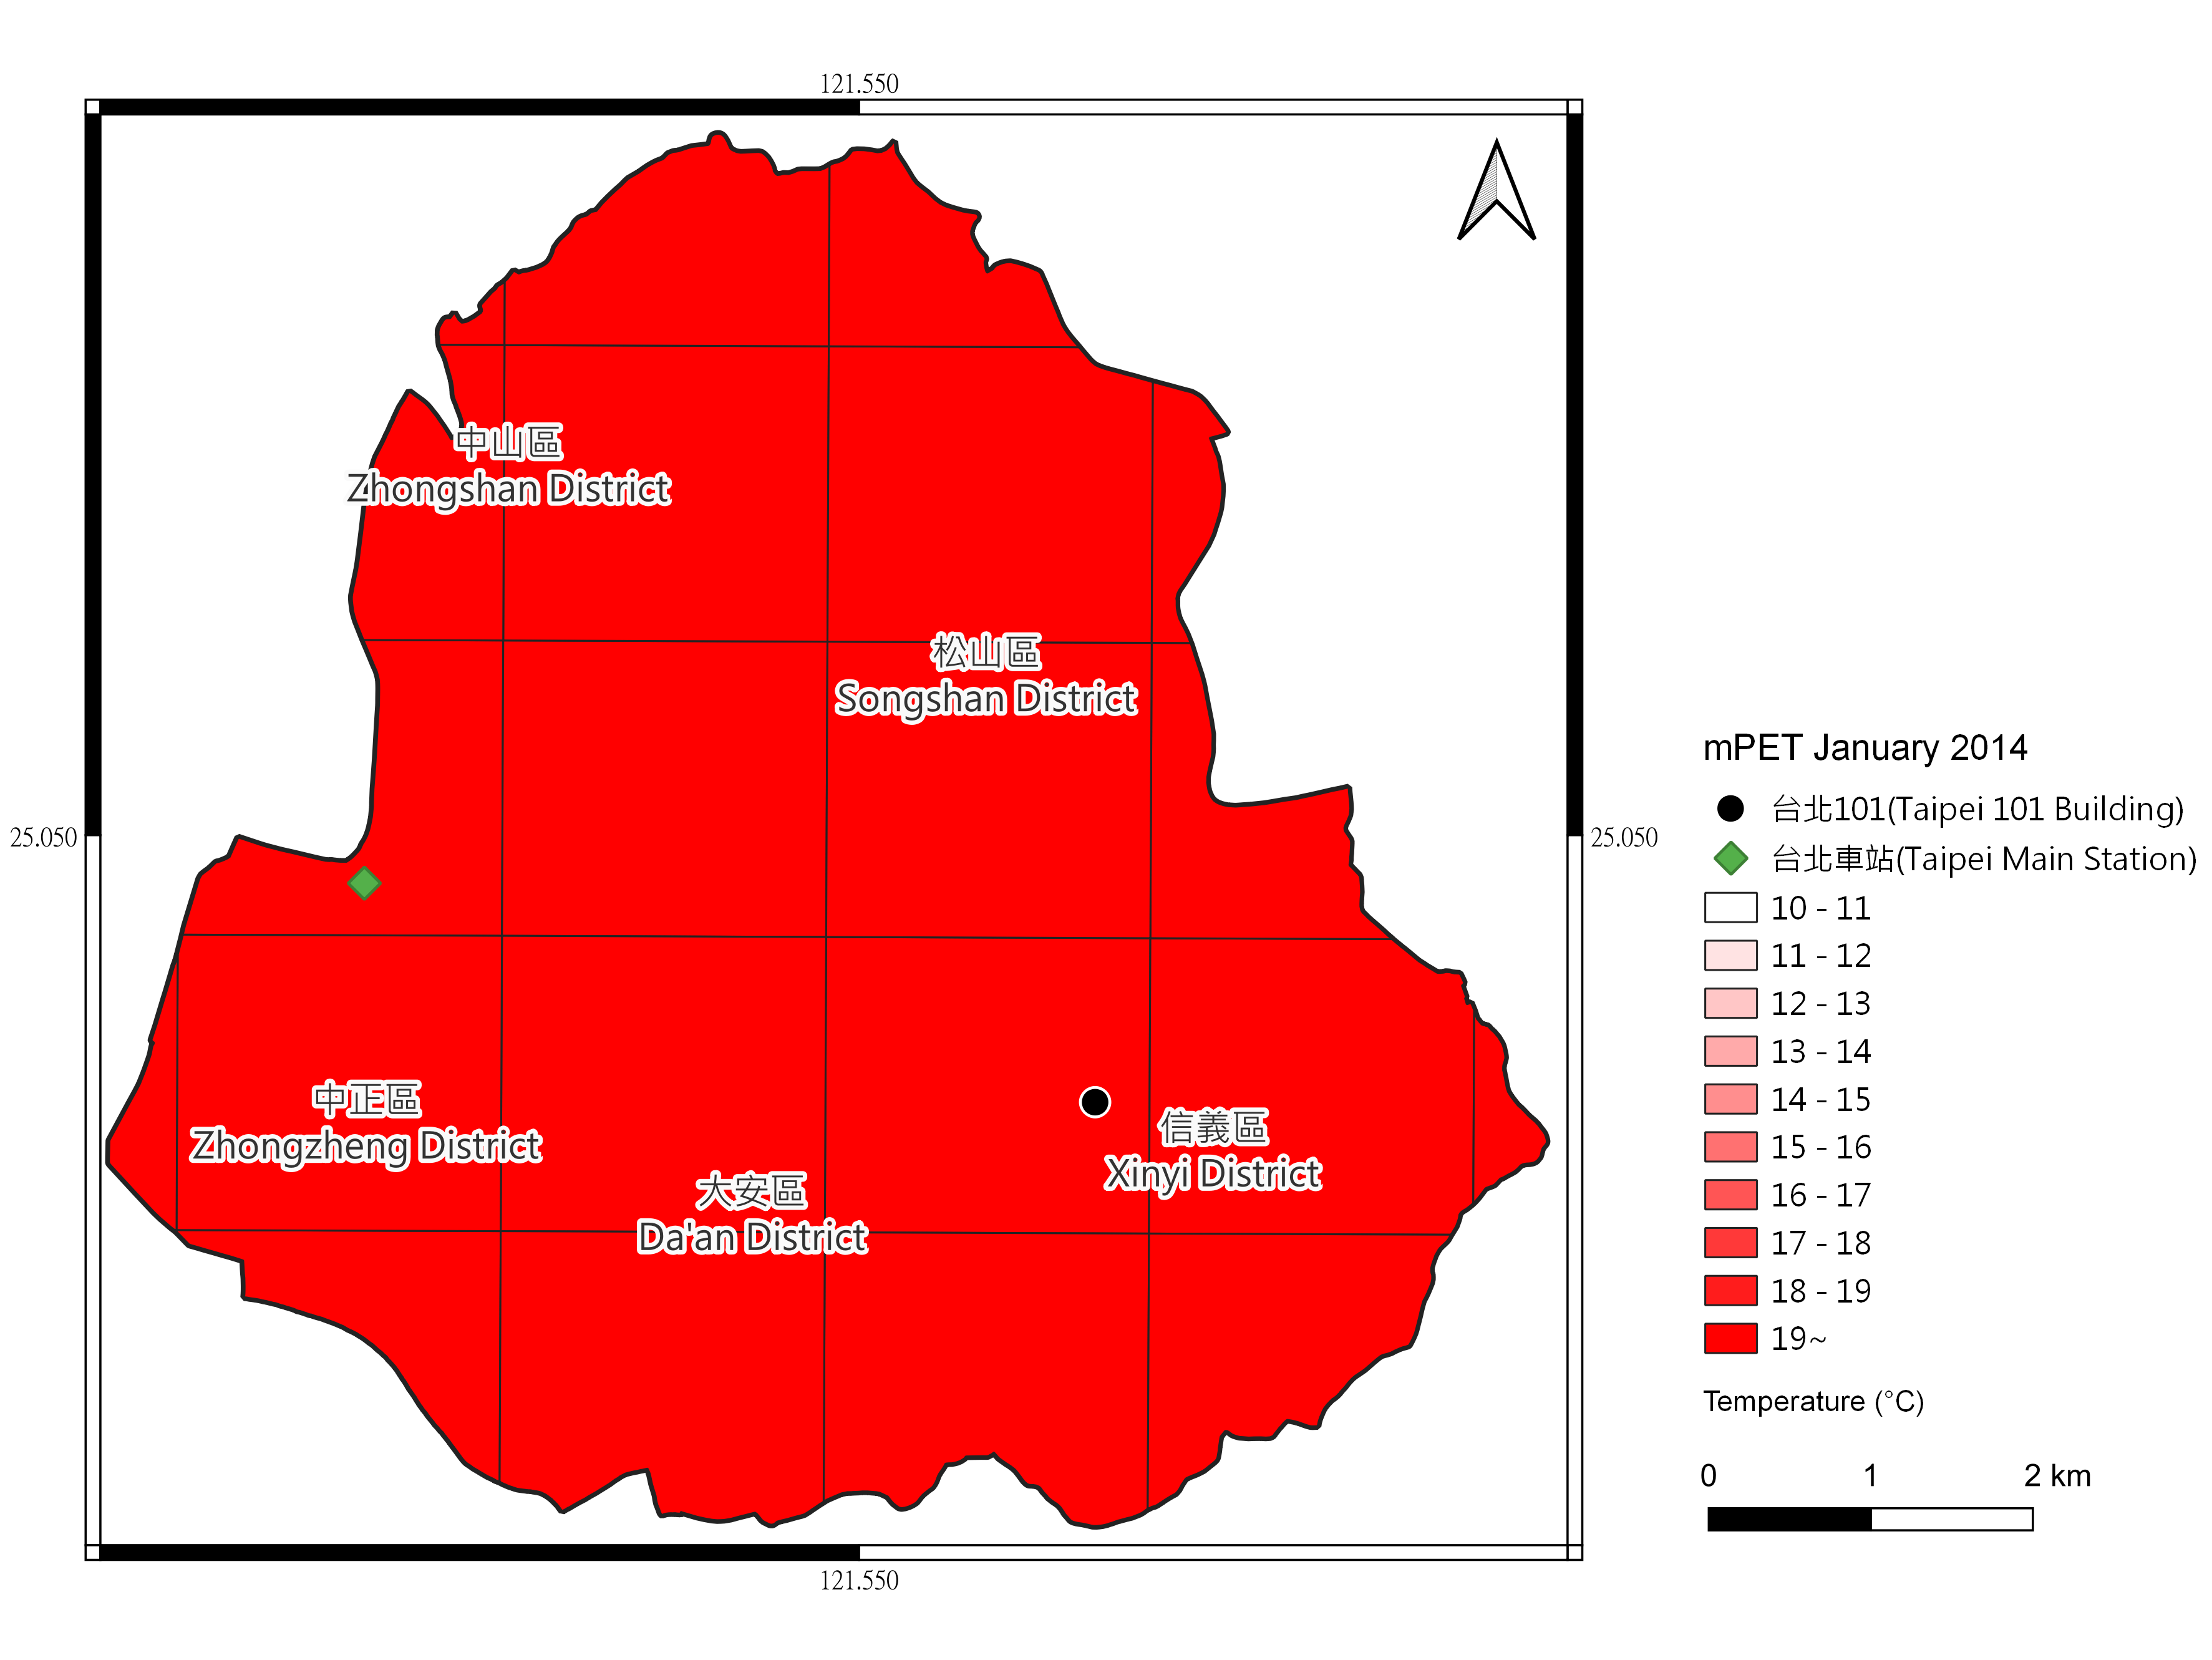 121.550
中山區
Zhongshan District
松山區
Songshan District
25.050
25.050
中正區
Zhongzheng District
大安區
Da'an District
信義區
Xinyi District
121.550
mPET January 2014
台北101(Taipei 101 Building)
台北車站(Taipei Main Station)
10 - 11
11 - 12
12 - 13
13 - 14
14 - 15
15 - 16
16 - 17
17 - 18
18 - 19
19~
Temperature (°C)
0 1 2 km